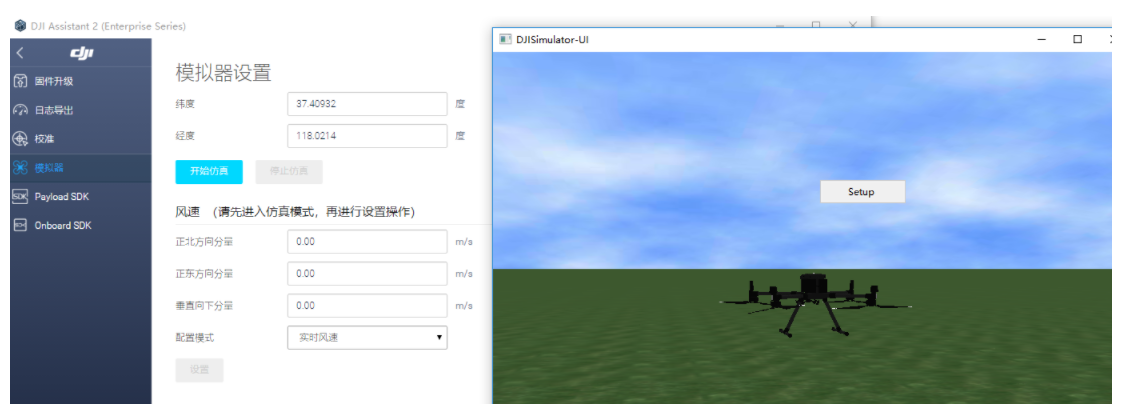 DJI Assistant 2 (Enterprise Series)
dji
固件升级
日志导出
校准
模拟器
Payload SDK
Onboard SDK
模拟器设置
纬度 37.40932 度
经度 118.0214 度
开始仿真 停止仿真
风速 (请先进入仿真模式，再进行设置操作)
正北方向分量 0.00 m/s
正东方向分量 0.00 m/s
垂直向下分量 0.00 m/s
配置模式 实时风速
设置
DJISimulator-UI
Setup